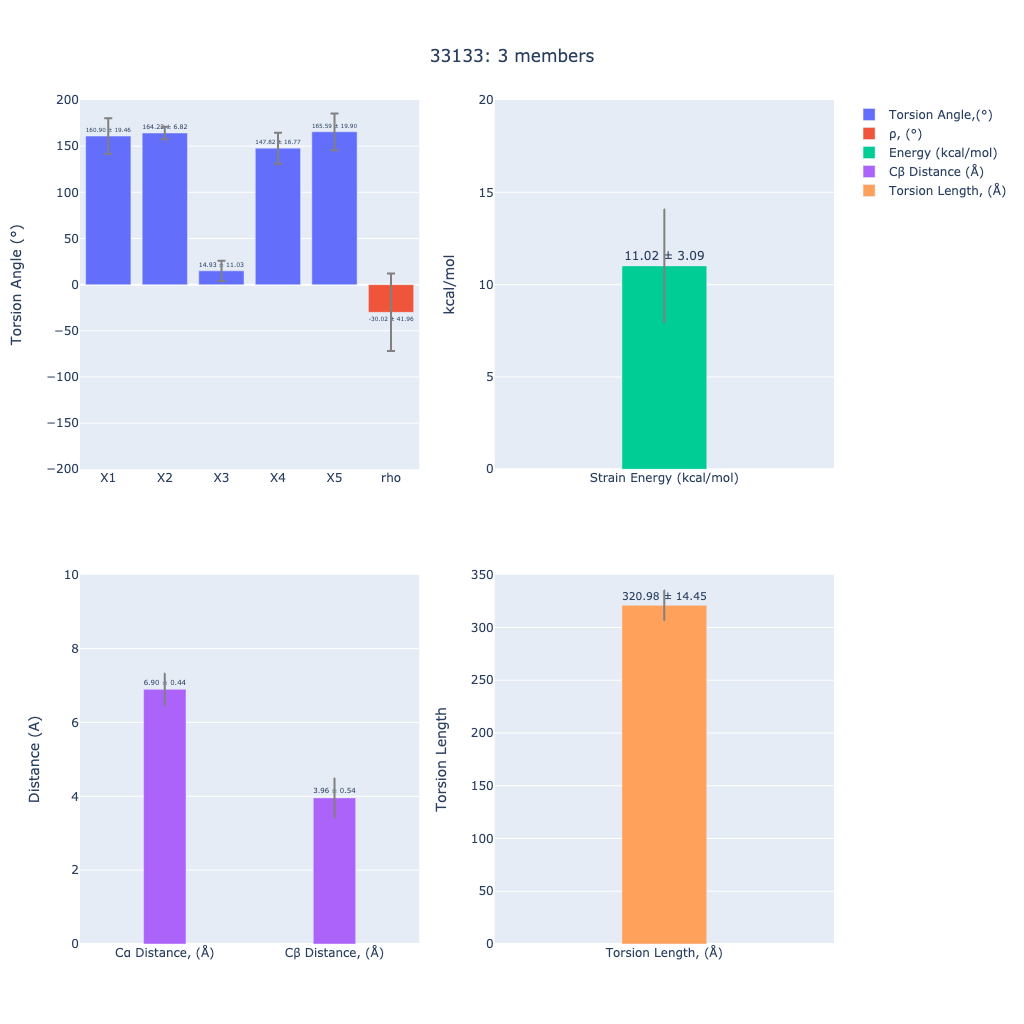 33133: 3 members
Torsion Angle (°)
200
150
100
50
0
−50
−100
−150
−200
160.90 ± 19.46
164.22 ± 6.82
14.93 ± 11.03
147.82 ± 16.77
165.59 ± 19.90
-30.02 ± 41.96
X1
X2
X3
X4
X5
rho
kcal/mol
20
15
10
5
0
11.02 ± 3.09
Strain Energy (kcal/mol)
Torsion Angle,(°)
ρ, (°)
Energy (kcal/mol)
Cβ Distance (Å)
Torsion Length, (Å)
Distance (A)
10
8
6
4
2
0
6.90 ± 0.44
3.96 ± 0.54
Cα Distance, (Å)
Cβ Distance, (Å)
Torsion Length
350
300
250
200
150
100
50
0
320.98 ± 14.45
Torsion Length, (Å)